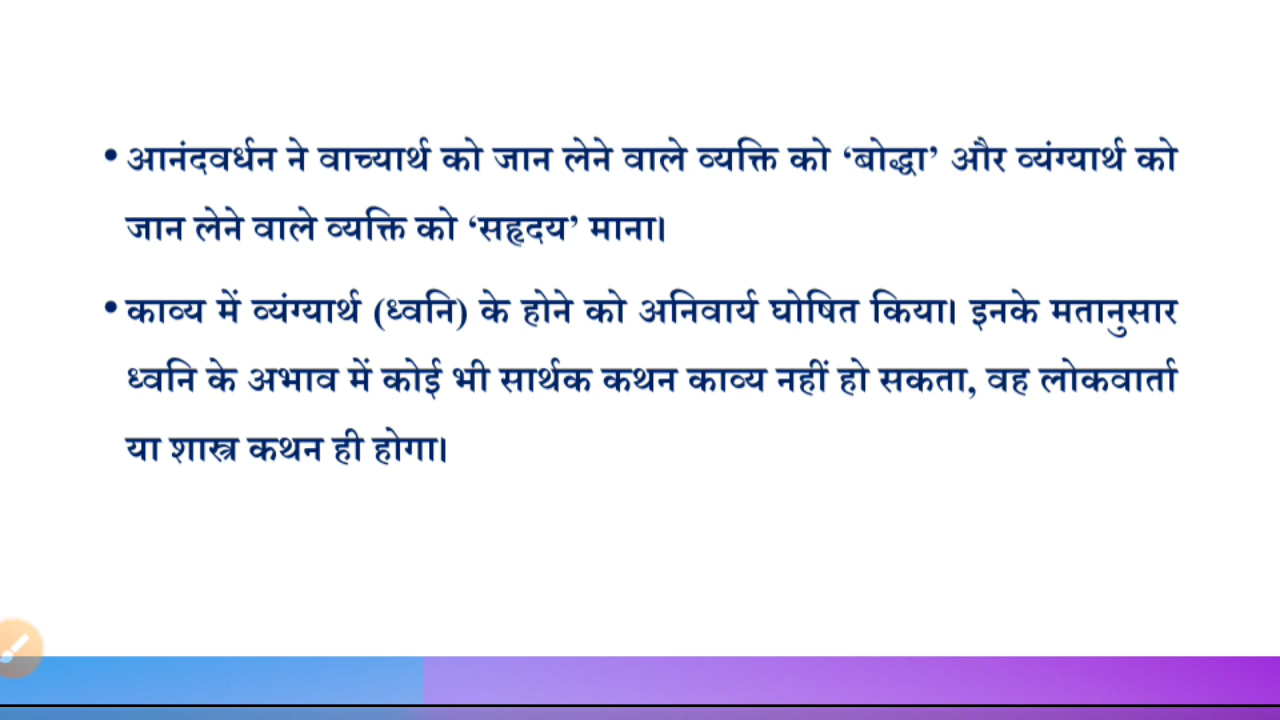 • आनंदवर्धन ने वाच्यार्थ को जान लेने वाले व्यक्ति को ‘बोद्धा’ और व्यंग्यार्थ को
जान लेने वाले व्यक्ति को ‘सहृदय’ माना।
• काव्य में व्यंग्यार्थ (ध्वनि) के होने को अनिवार्य घोषित किया। इनके मतानुसार
ध्वनि के अभाव में कोई भी सार्थक कथन काव्य नहीं हो सकता, वह लोकवार्ता
या शास्त्र कथन ही होगा।